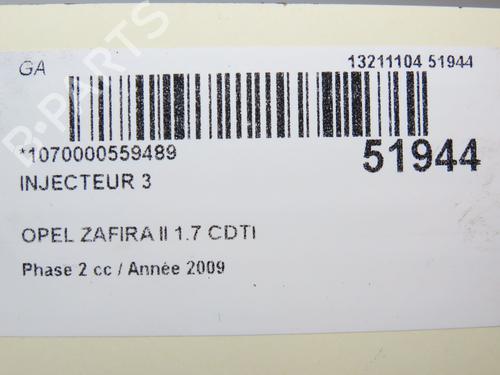 GA
13211104 51944
*1070000559489
51944
INJECTEUR 3
OPEL ZAFIRA II 1.7 CDTI
Phase 2 cc / Année 2009
B-PARTS